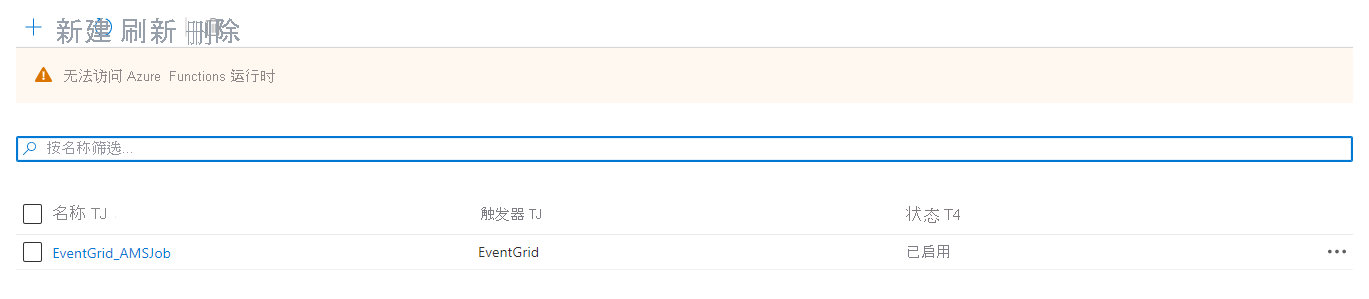 新建 刷新 删除
无法访问 Azure Functions 运行时
按名称筛选...
名称 TJ 触发器 TJ 状态 T4
EventGrid_AMSJob EventGrid 已启用